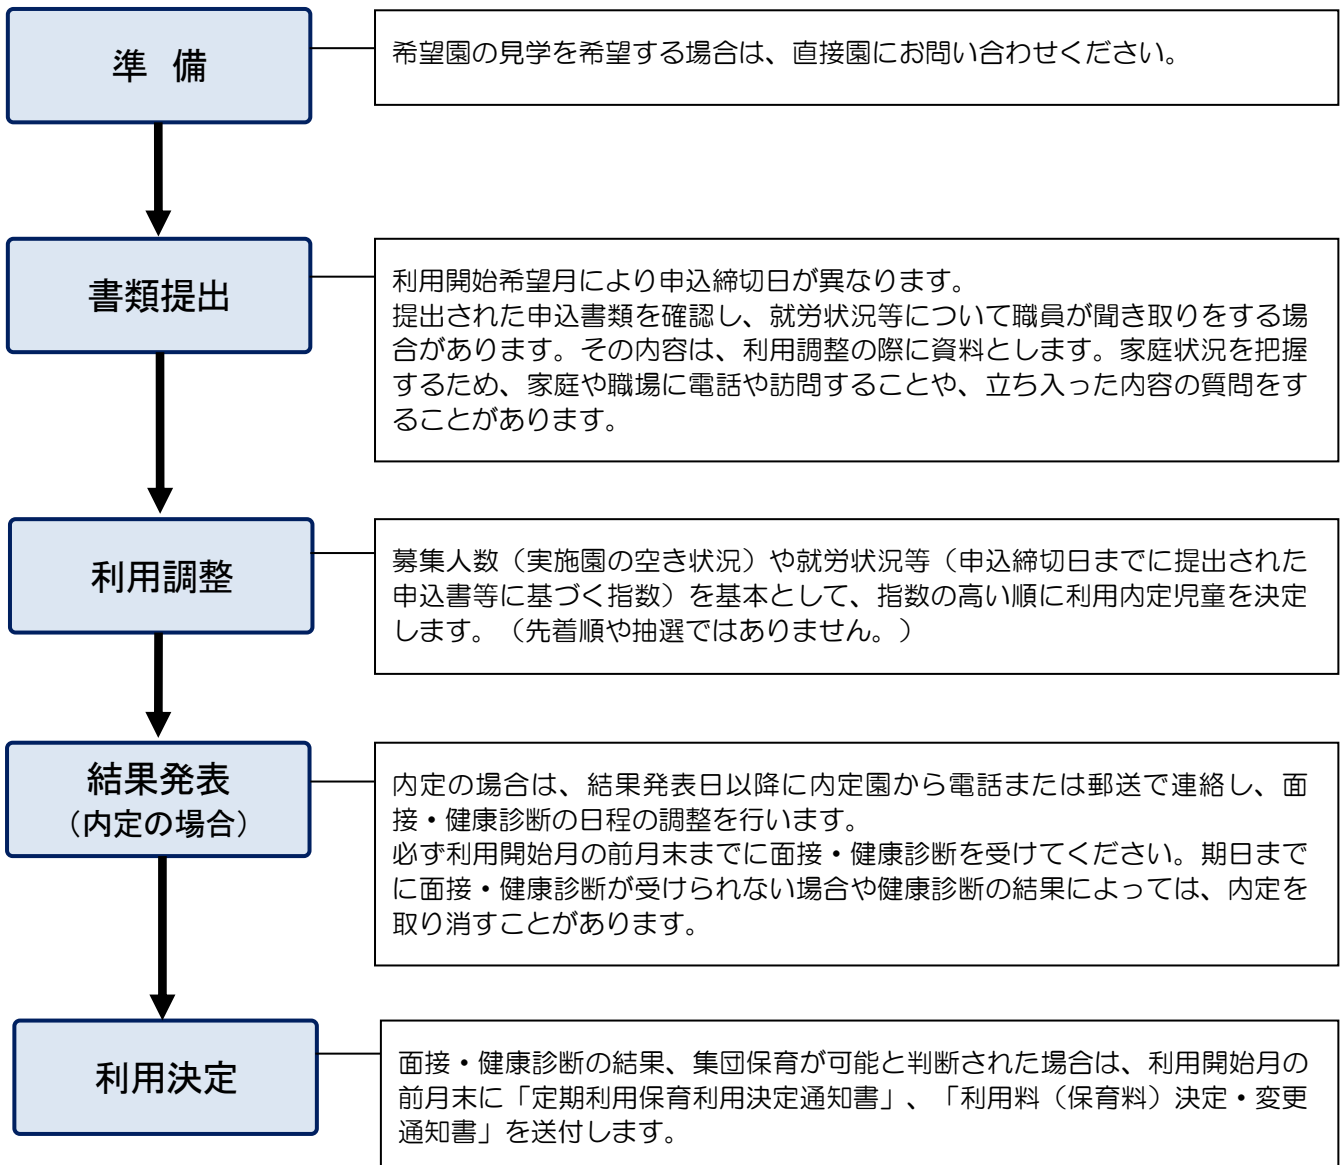 準 備
希望園の見学を希望する場合は、直接園にお問い合わせください。
書類提出
利用開始希望月により申込締切日が異なります。
提出された申込書類を確認し、就労状況等について職員が聞き取りをする場
合があります。その内容は、利用調整の際に資料とします。家庭状況を把握
するため、家庭や職場に電話や訪問することや、立ち入った内容の質問をす
ることがあります。
利用調整
募集人数（実施園の空き状況）や就労状況等（申込締切日までに提出された
申込書等に基づく指数）を基本として、指数の高い順に利用内定児童を決定
します。（先着順や抽選ではありません。）
結果発表
（内定の場合）
内定の場合は、結果発表日以降に内定園から電話または郵送で連絡し、面
接・健康診断の日程の調整を行います。
必ず利用開始月の前月末までに面接・健康診断を受けてください。期日まで
に面接・健康診断が受けられない場合や健康診断の結果によっては、内定を
取り消すことがあります。
利用決定
面接・健康診断の結果、集団保育が可能と判断された場合は、利用開始月の
前月末に「定期利用保育利用決定通知書」、「利用料（保育料）決定・変更
通知書」を送付します。